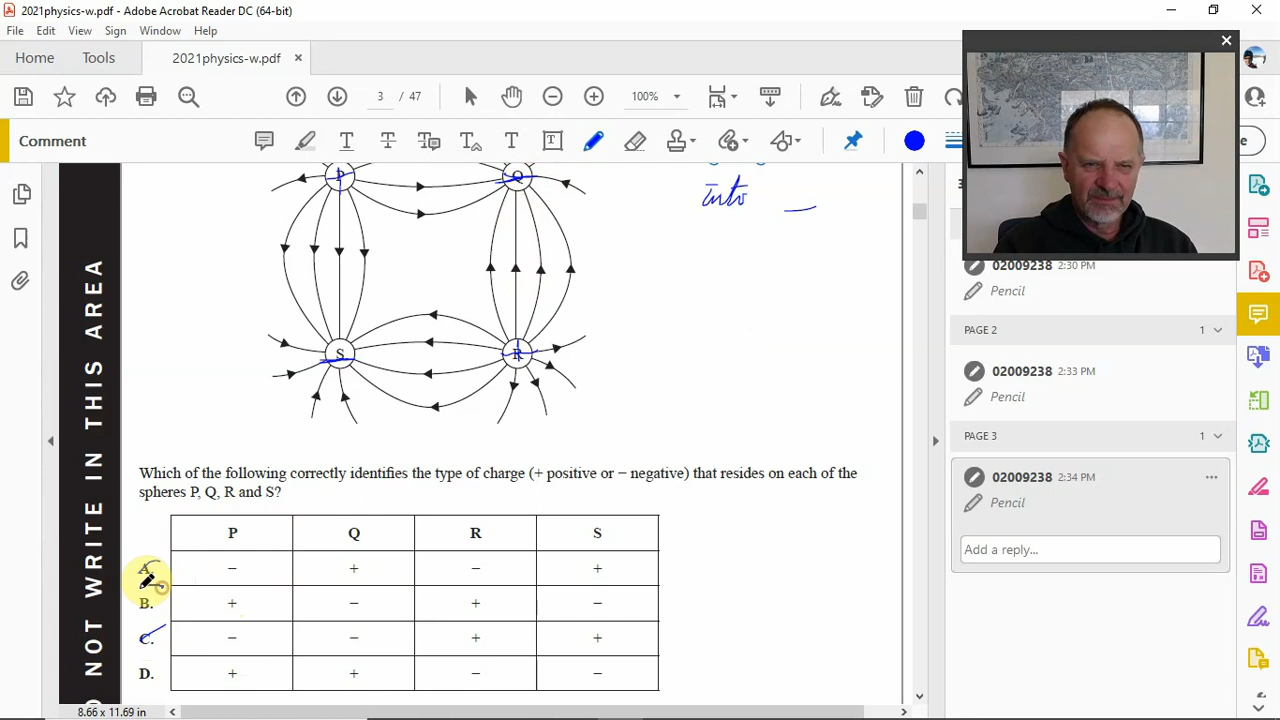 2021physics-w.pdf - Adobe Acrobat Reader DC (64-bit)
File Edit View Sign Window Help
Home Tools 2021physics-w.pdf
3 / 47 100%
Comment
into
P Q
S R
DO NOT WRITE IN THIS AREA
Which of the following correctly identifies the type of charge (+ positive or − negative) that resides on each of the
spheres P, Q, R and S?
P Q R S
A. − + − +
B. + − + −
C. − − + +
D. + + − −
8.66 x 11.69 in
02009238 2:30 PM
Pencil
PAGE 2 1
02009238 2:33 PM
Pencil
PAGE 3 1
02009238 2:34 PM
Pencil
Add a reply...